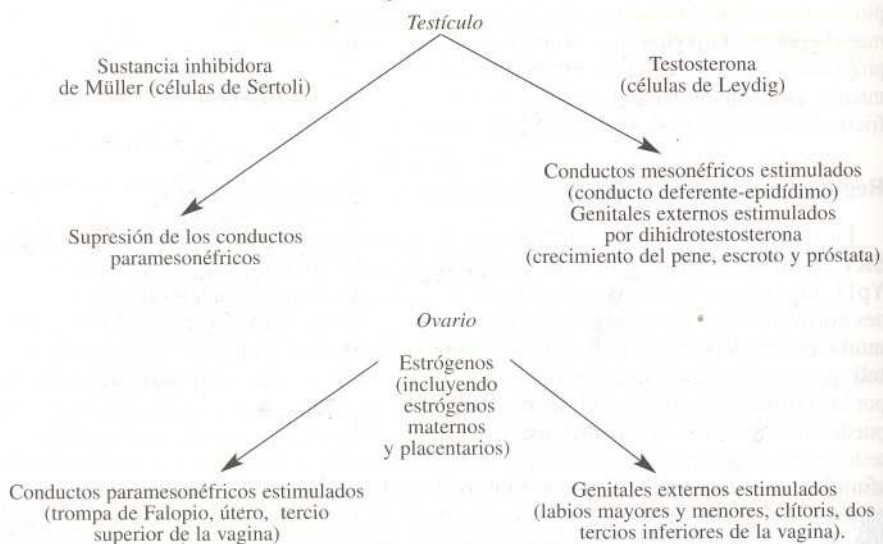 Testículo
Sustancia inhibidora
de Müller (células de Sertoli)
Testosterona
(células de Leydig)
Supresión de los conductos
paramesonéfricos
Conductos mesonéfricos estimulados
(conducto deferente-epidídimo)
Genitales externos estimulados
por dihidrotestosterona
(crecimiento del pene, escroto y próstata)
Ovario
Estrógenos
(incluyendo
estrógenos
maternos
y placentarios)
Conductos paramesonéfricos estimulados
(trompa de Falopio, útero, tercio
superior de la vagina)
Genitales externos estimulados
(labios mayores y menores, clítoris, dos
tercios inferiores de la vagina).